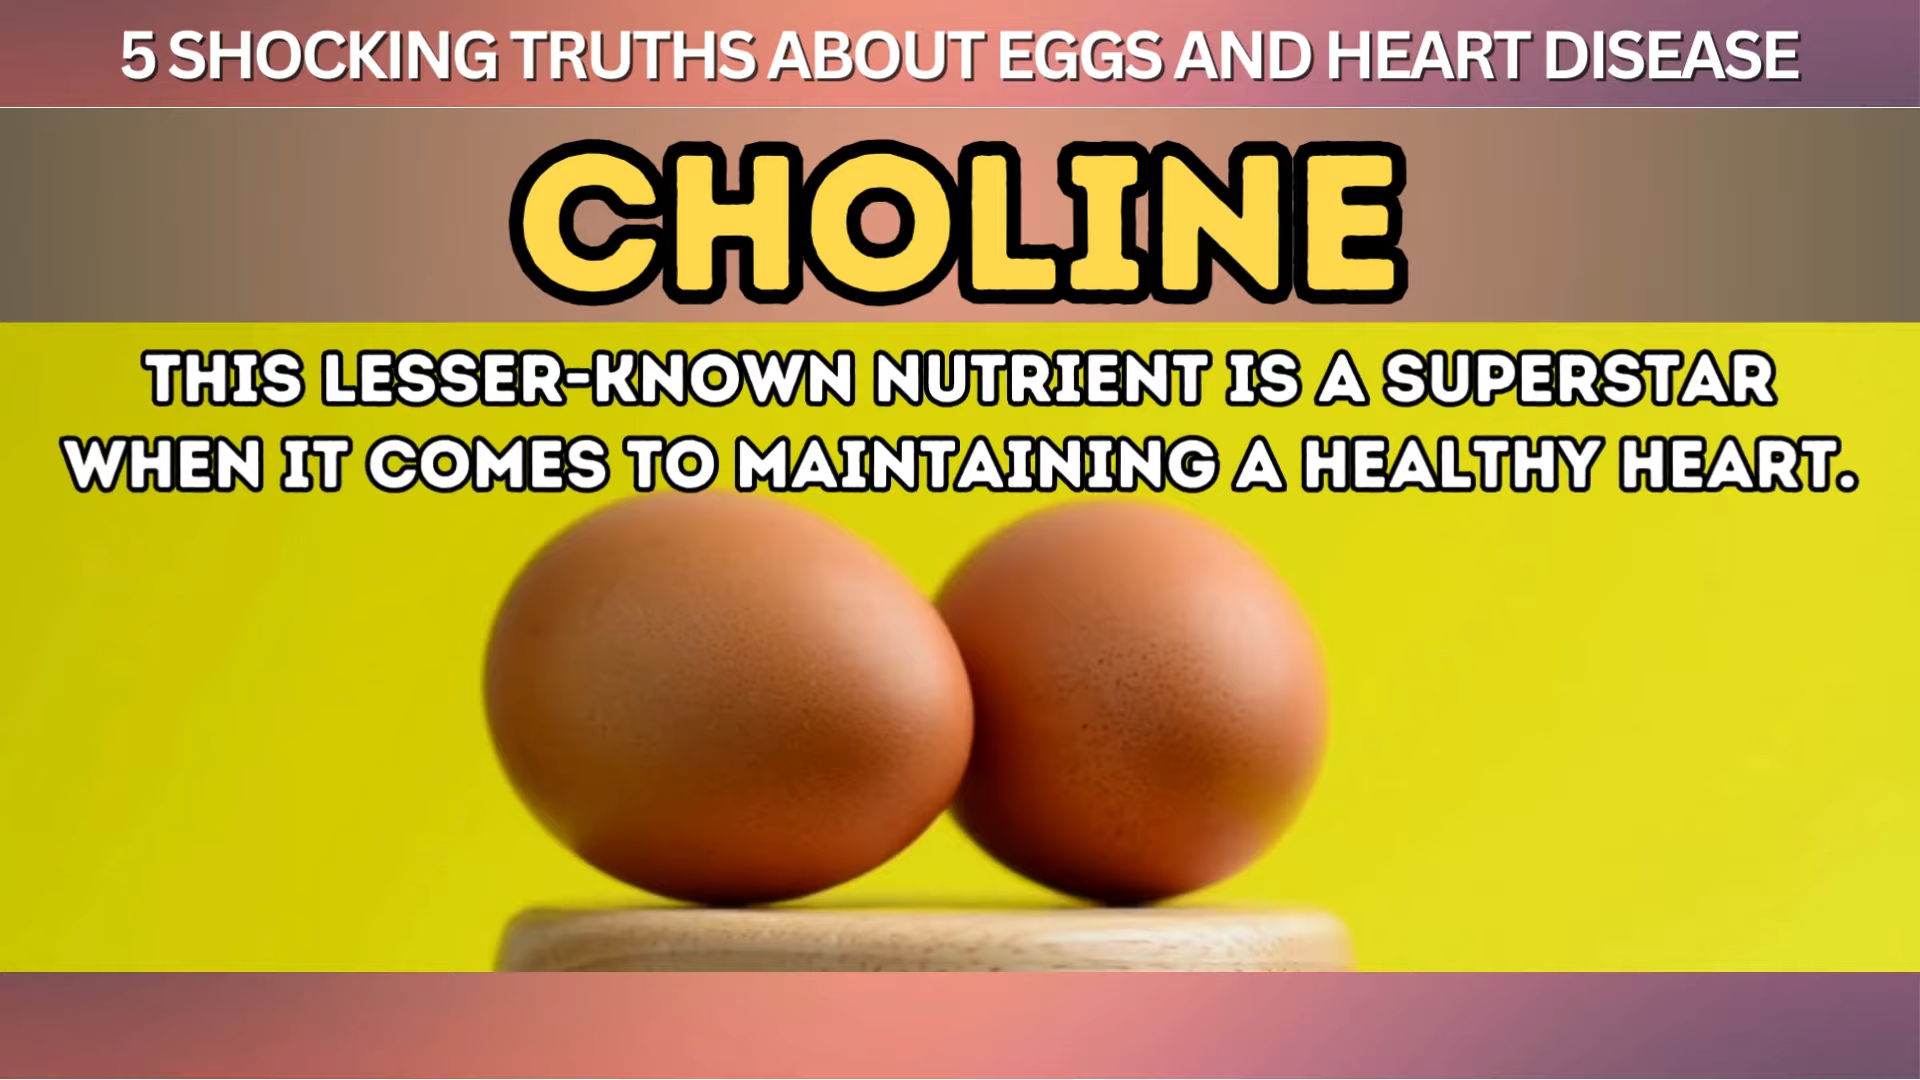 5 SHOCKING TRUTHS ABOUT EGGS AND HEART DISEASE
CHOLINE
THIS LESSER-KNOWN NUTRIENT IS A SUPERSTAR
WHEN IT COMES TO MAINTAINING A HEALTHY HEART.